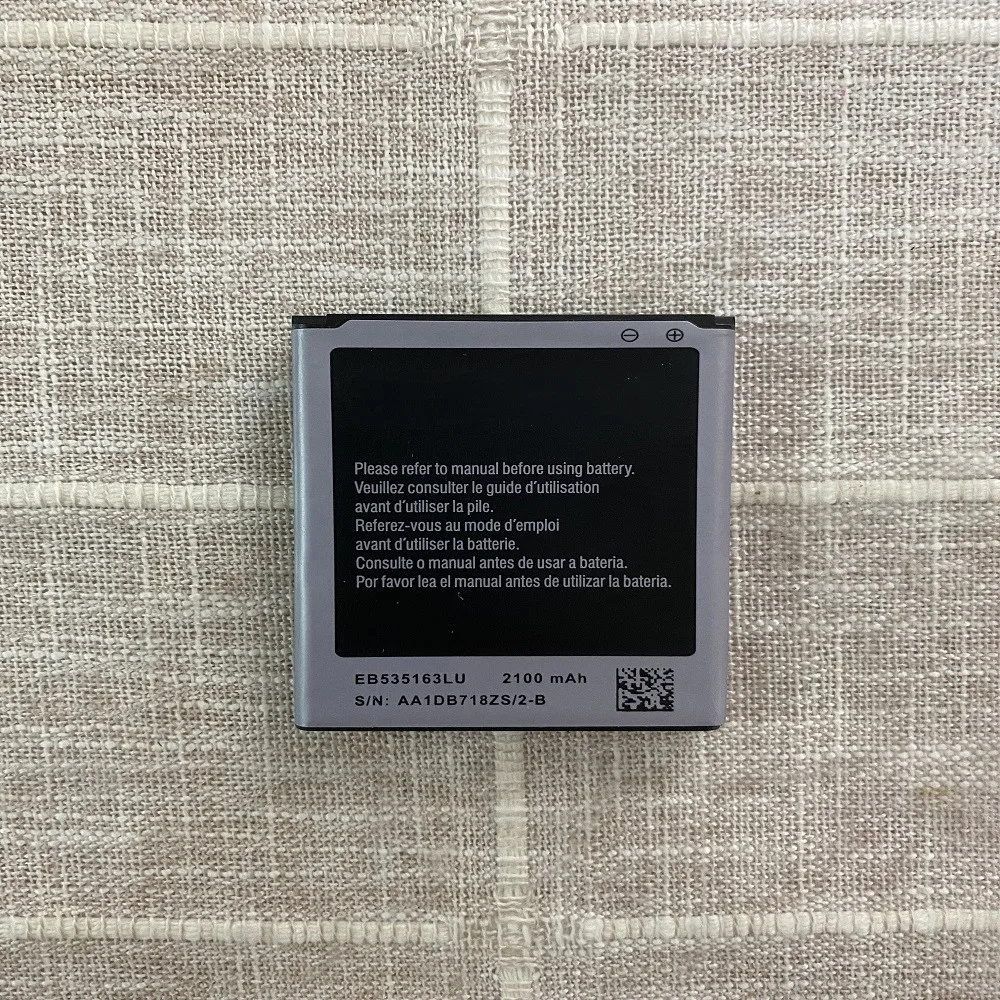 ⊖ ⊕
Please refer to manual before using battery.
Veuillez consulter le guide d´utilisation
avant d´utiliser la pile.
Referez-vous au mode d´emploi
avant d´utiliser la batterie.
Consulte o manual antes de usar a bateria.
Por favor lea el manual antes de utilizar la bateria.
EB535163LU 2100 mAh
S/N: AA1DB718ZS/2-B